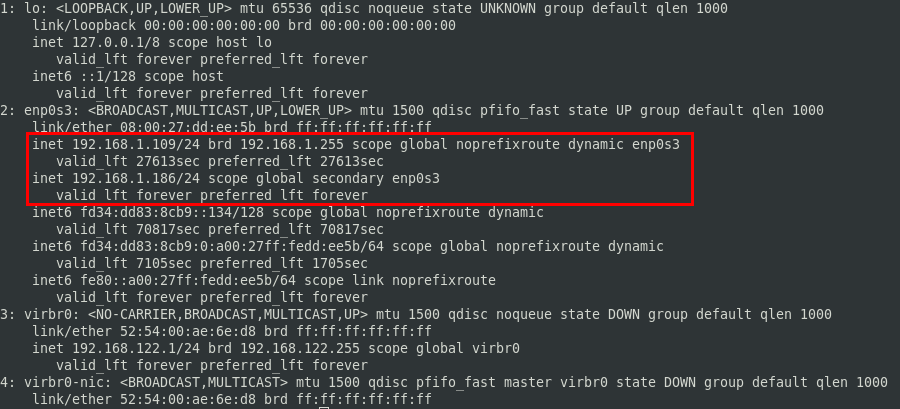 1: lo: <LOOPBACK,UP,LOWER_UP> mtu 65536 qdisc noqueue state UNKNOWN group default qlen 1000
link/loopback 00:00:00:00:00:00 brd 00:00:00:00:00:00
inet 127.0.0.1/8 scope host lo
valid_lft forever preferred_lft forever
inet6 ::1/128 scope host
valid_lft forever preferred_lft forever
2: enp0s3: <BROADCAST,MULTICAST,UP,LOWER_UP> mtu 1500 qdisc pfifo_fast state UP group default qlen 1000
link/ether 08:00:27:dd:ee:5b brd ff:ff:ff:ff:ff:ff
inet 192.168.1.109/24 brd 192.168.1.255 scope global noprefixroute dynamic enp0s3
valid_lft 27613sec preferred_lft 27613sec
inet 192.168.1.186/24 scope global secondary enp0s3
valid_lft forever preferred_lft forever
inet6 fd34:dd83:8cb9::134/128 scope global noprefixroute dynamic
valid_lft 70817sec preferred_lft 70817sec
inet6 fd34:dd83:8cb9:0:a00:27ff:fedd:ee5b/64 scope global noprefixroute dynamic
valid_lft 7105sec preferred_lft 1705sec
inet6 fe80::a00:27ff:fedd:ee5b/64 scope link noprefixroute
valid_lft forever preferred_lft forever
3: virbr0: <NO-CARRIER,BROADCAST,MULTICAST,UP> mtu 1500 qdisc noqueue state DOWN group default qlen 1000
link/ether 52:54:00:ae:6e:d8 brd ff:ff:ff:ff:ff:ff
inet 192.168.122.1/24 brd 192.168.122.255 scope global virbr0
valid_lft forever preferred_lft forever
4: virbr0-nic: <BROADCAST,MULTICAST> mtu 1500 qdisc pfifo_fast master virbr0 state DOWN group default qlen 1000
link/ether 52:54:00:ae:6e:d8 brd ff:ff:ff:ff:ff:ff